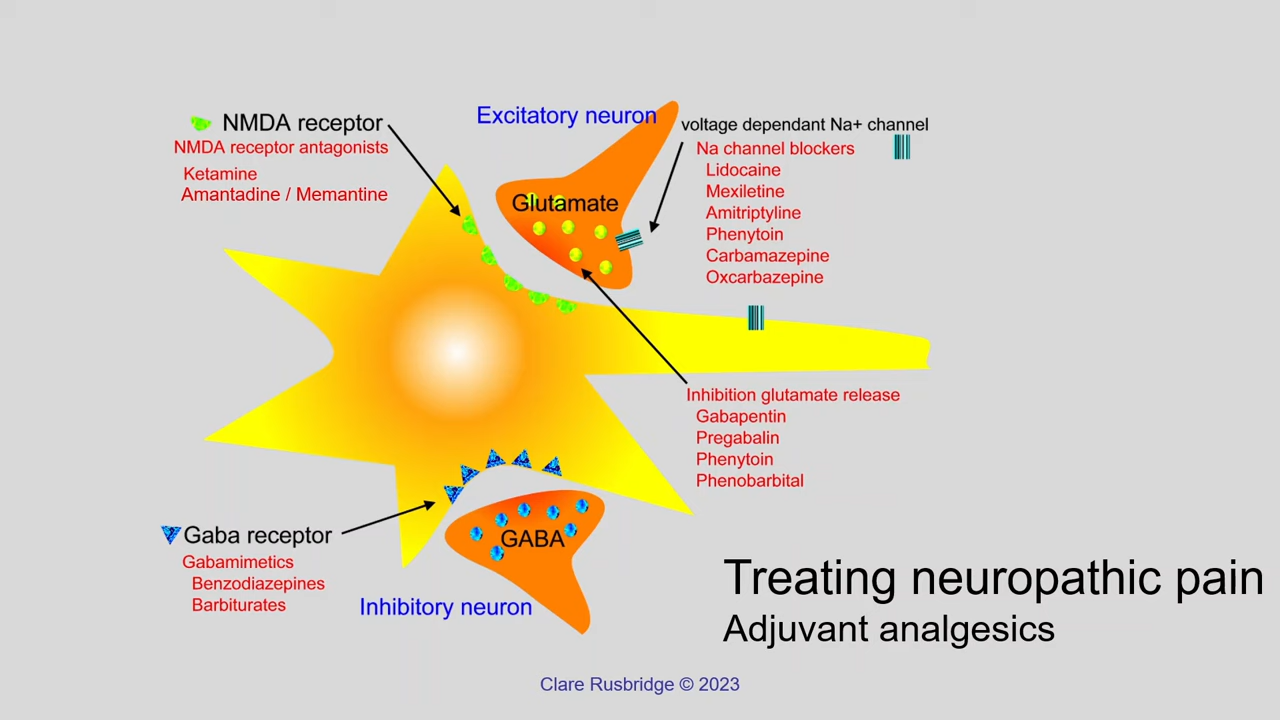 NMDA receptor
NMDA receptor antagonists
Ketamine
Amantadine / Memantine
Excitatory neuron
Glutamate
voltage dependant Na+ channel
Na channel blockers
Lidocaine
Mexiletine
Amitriptyline
Phenytoin
Carbamazepine
Oxcarbazepine
Inhibition glutamate release
Gabapentin
Pregabalin
Phenytoin
Phenobarbital
Gaba receptor
Gabamimetics
Benzodiazepines
Barbiturates
GABA
Inhibitory neuron
Treating neuropathic pain
Adjuvant analgesics
Clare Rusbridge © 2023